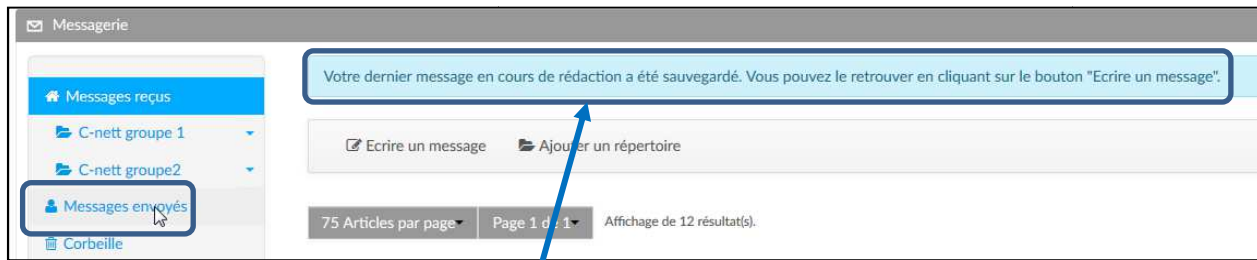 Messagerie
Votre dernier message en cours de rédaction a été sauvegardé. Vous pouvez le retrouver en cliquant sur le bouton "Ecrire un message".
Messages reçus
C-nett groupe 1
Ecrire un message Ajouter un répertoire
C-nett groupe2
Messages envoyés
75 Articles par page Page 1 de 1 Affichage de 12 résultat(s).
Corbeille